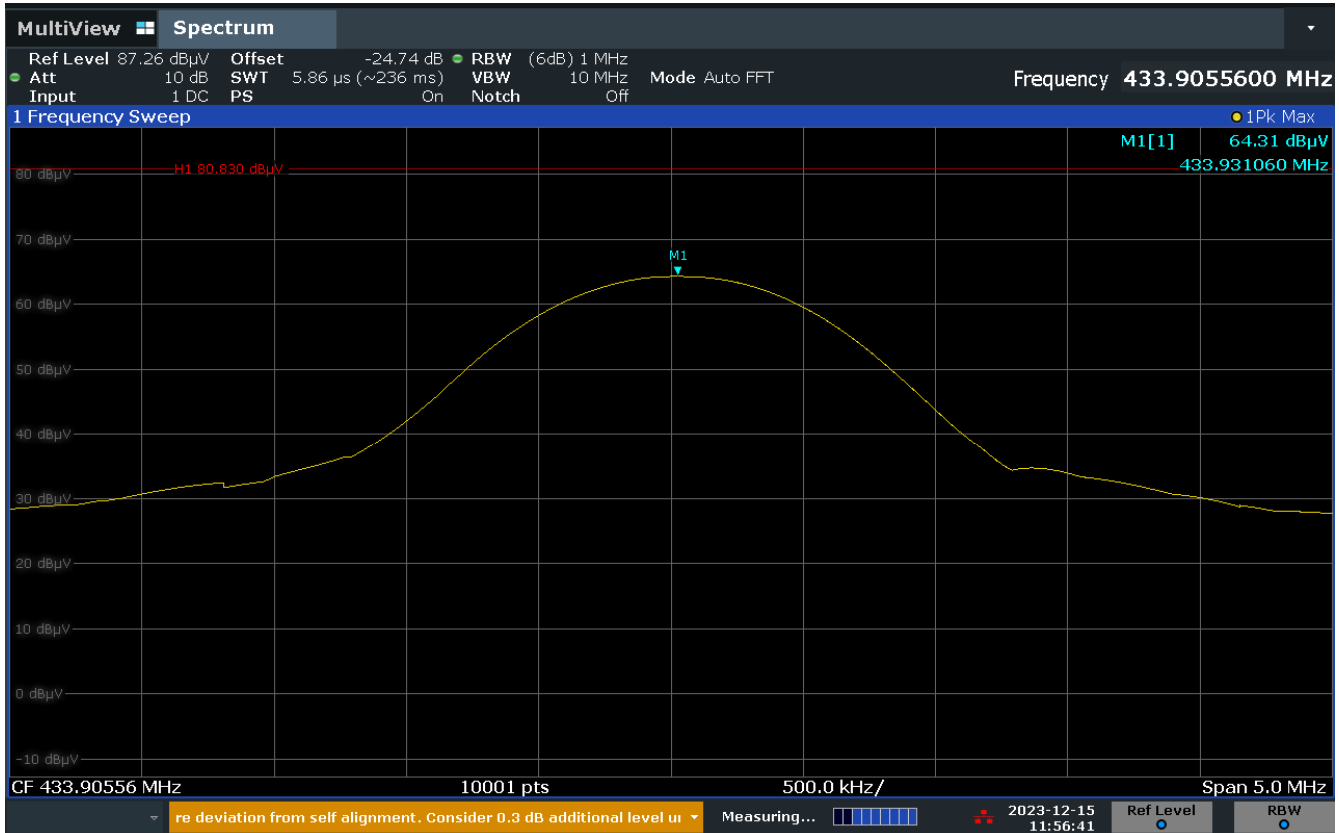 MultiView Spectrum
Ref Level 87.26 dBµV Offset -24.74 dB RBW (6dB) 1 MHz
Att 10 dB SWT 5.86 µs (~236 ms) VBW 10 MHz Mode Auto FFT Frequency 433.9055600 MHz
Input 1 DC PS On Notch Off
1 Frequency Sweep 1Pk Max
M1[1] 64.31 dBµV
433.931060 MHz
H1 80.830 dBµV
80 dBµV
70 dBµV
M1
60 dBµV
50 dBµV
40 dBµV
30 dBµV
20 dBµV
10 dBµV
0 dBµV
-10 dBµV
CF 433.90556 MHz 10001 pts 500.0 kHz/ Span 5.0 MHz
re deviation from self alignment. Consider 0.3 dB additional level Measuring... 2023-12-15 Ref Level RBW
11:56:41